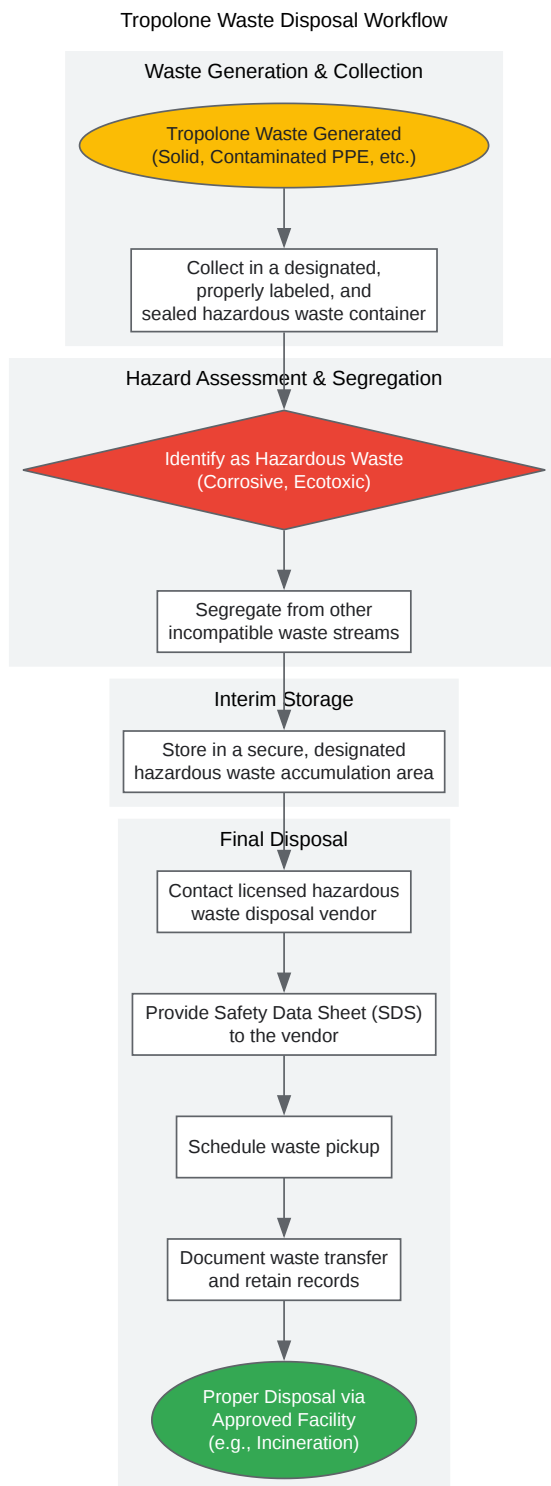 Tropolone Waste Disposal Workflow
Waste Generation & Collection
Tropolone Waste Generated
(Solid, Contaminated PPE, etc.)
Collect in a designated,
properly labeled, and
sealed hazardous waste container
Hazard Assessment & Segregation
Identify as Hazardous Waste
(Corrosive, Ecotoxic)
Segregate from other
incompatible waste streams
Interim Storage
Store in a secure, designated
hazardous waste accumulation area
Final Disposal
Contact licensed hazardous
waste disposal vendor
Provide Safety Data Sheet (SDS)
to the vendor
Schedule waste pickup
Document waste transfer
and retain records
Proper Disposal via
Approved Facility
(e.g., Incineration)